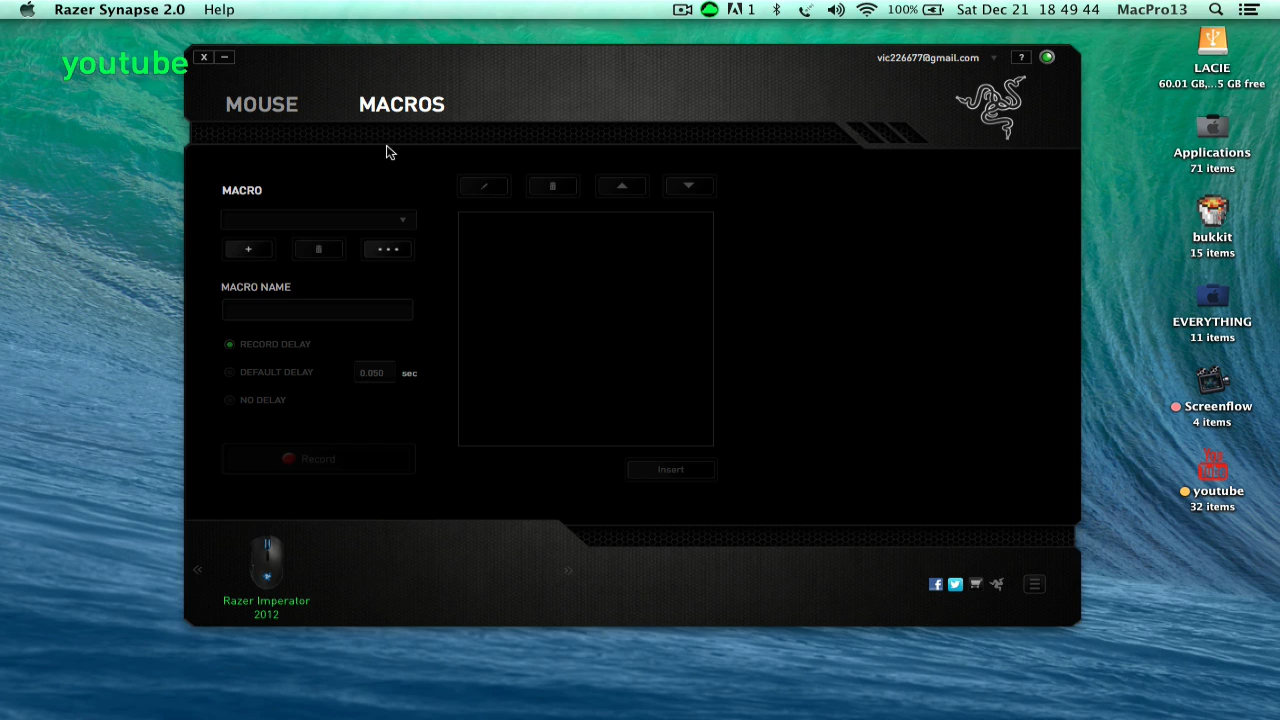 Razer Synapse 2.0 Help
1 100% Sat Dec 21 18 49 44 MacPro13
youtube
X –
vic226677@gmail.com ?
MOUSE MACROS
MACRO
+
MACRO NAME
RECORD DELAY
DEFAULT DELAY 0.050 sec
NO DELAY
Record
Insert
Razer Imperator
2012
LACIE
60.01 GB,...5 GB free
Applications
71 items
bukkit
15 items
EVERYTHING
11 items
Screenflow
4 items
You
Tube
youtube
32 items